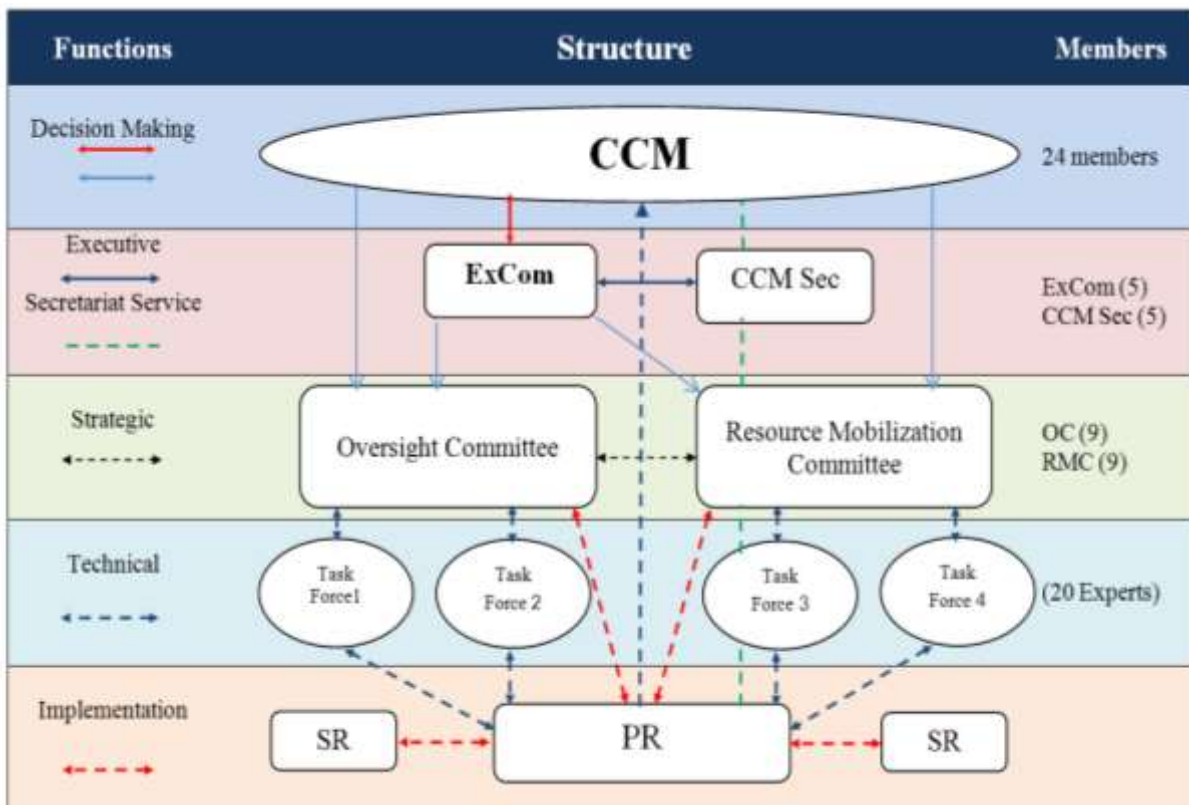 Functions
Structure
Members
Decision Making
CCM
24 members
Executive
Secretariat Service
ExCom
CCM Sec
ExCom (5)
CCM Sec (5)
Strategic
Oversight Committee
Resource Mobilization
Committee
OC (9)
RMC (9)
Technical
Task
Force1
Task
Force 2
Task
Force 3
Task
Force 4
(20 Experts)
Implementation
SR
PR
SR